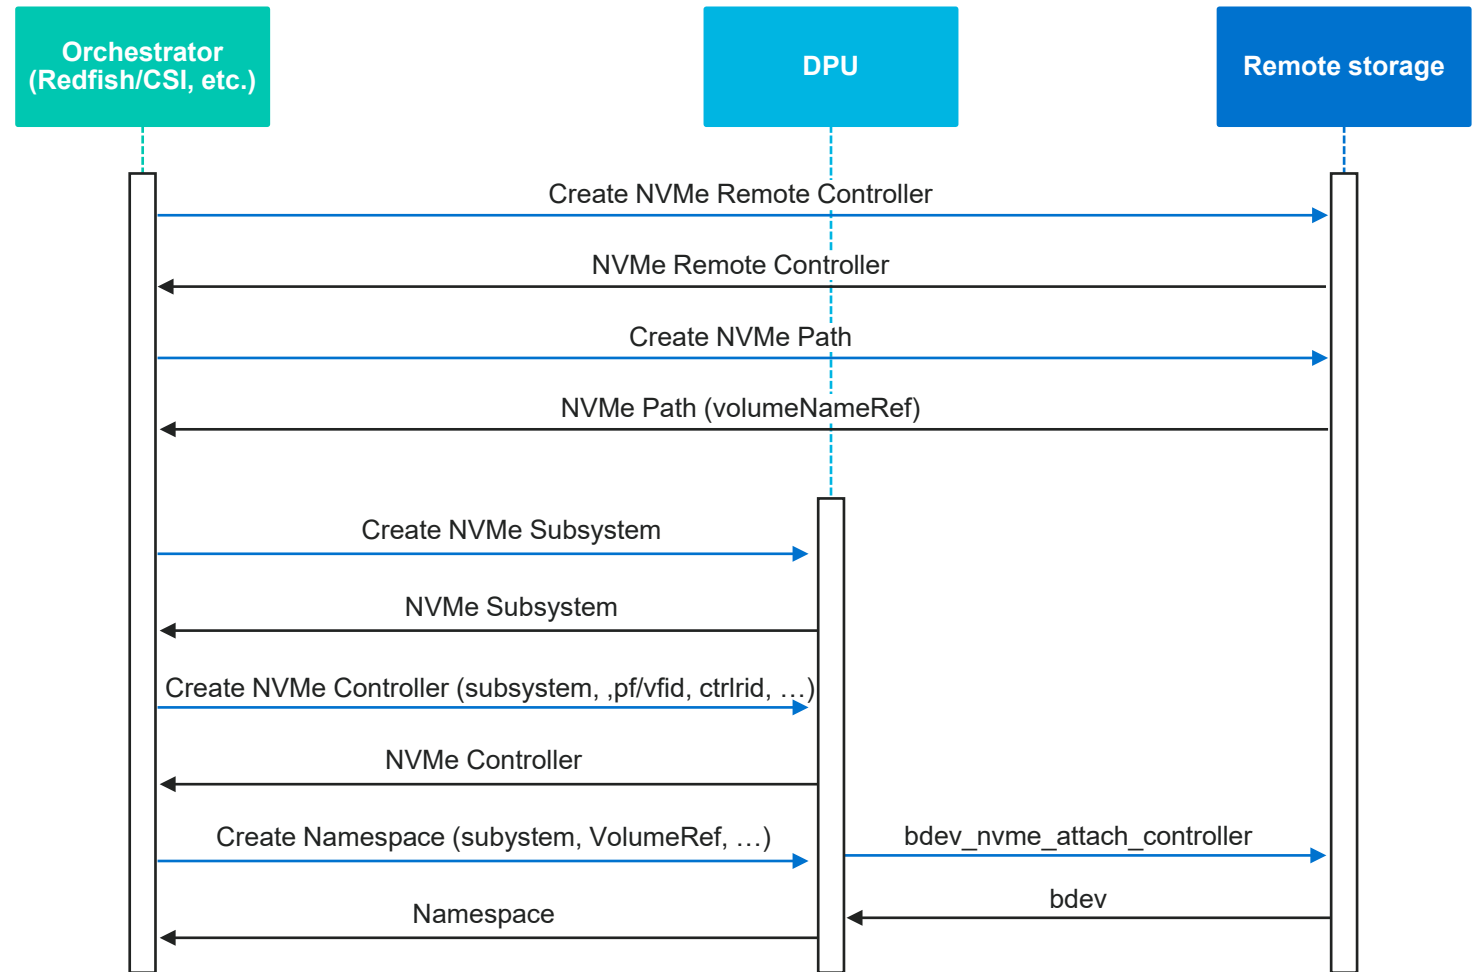 Orchestrator
(Redfish/CSI, etc.)
DPU
Remote storage
Create NVMe Remote Controller
NVMe Remote Controller
Create NVMe Path
NVMe Path (volumeNameRef)
Create NVMe Subsystem
NVMe Subsystem
Create NVMe Controller (subsystem, ,pf/vfid, ctrlrid, …)
NVMe Controller
Create Namespace (subystem, VolumeRef, …)
bdev_nvme_attach_controller
bdev
Namespace